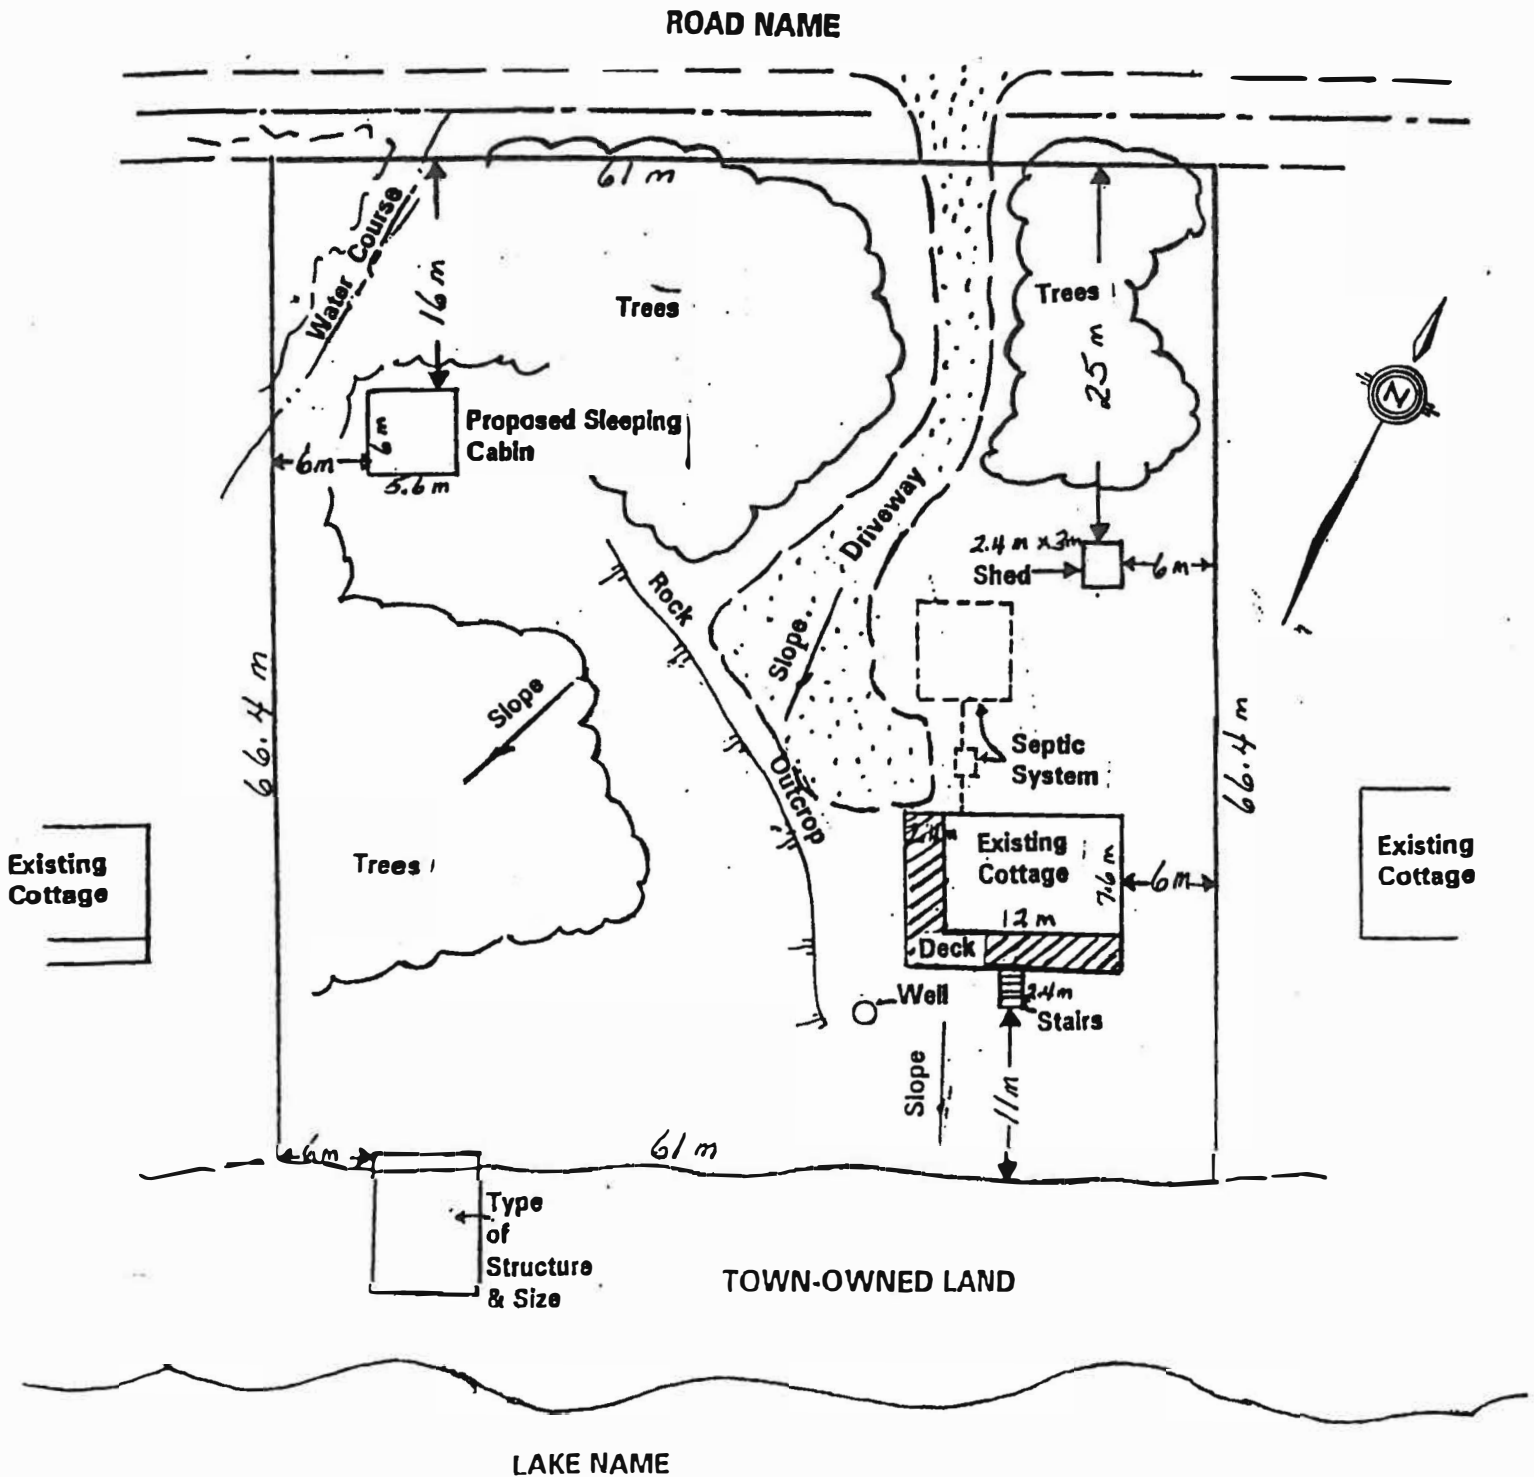 ROAD NAME
61 m
Water Course
16 m
Trees
Trees
25 m
N
Proposed Sleeping
Cabin
6 m
6m
5.6 m
Driveway
2.4 m x 3m
Shed
6 m
Rock
Slope
Slope
66.4 m
66.4 m
Septic
System
Outcrop
Existing
Cottage
Trees
Existing
Cottage
7.6 m
6m
12 m
Deck
Existing
Cottage
Well
2.4m
Stairs
Slope
11m
6m
61 m
Type
of
Structure
& Size
TOWN-OWNED LAND
LAKE NAME